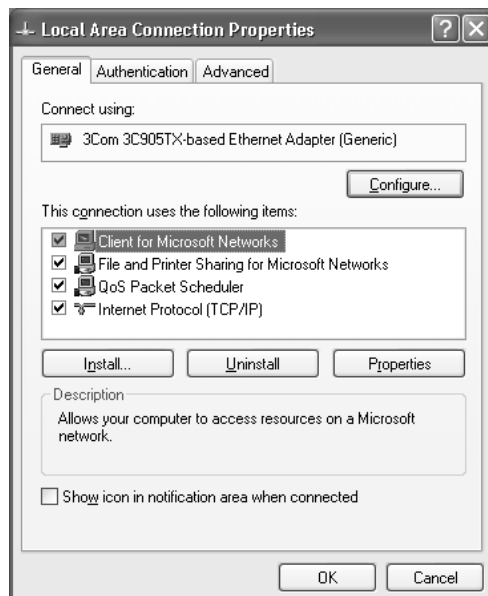 Local Area Connection Properties
General Authentication Advanced
Connect using:
3Com 3C905TX-based Ethernet Adapter (Generic)
Configure...
This connection uses the following items:
Client for Microsoft Networks
File and Printer Sharing for Microsoft Networks
QoS Packet Scheduler
Internet Protocol (TCP/IP)
Install... Uninstall Properties
Description
Allows your computer to access resources on a Microsoft
network.
Show icon in notification area when connected
OK Cancel